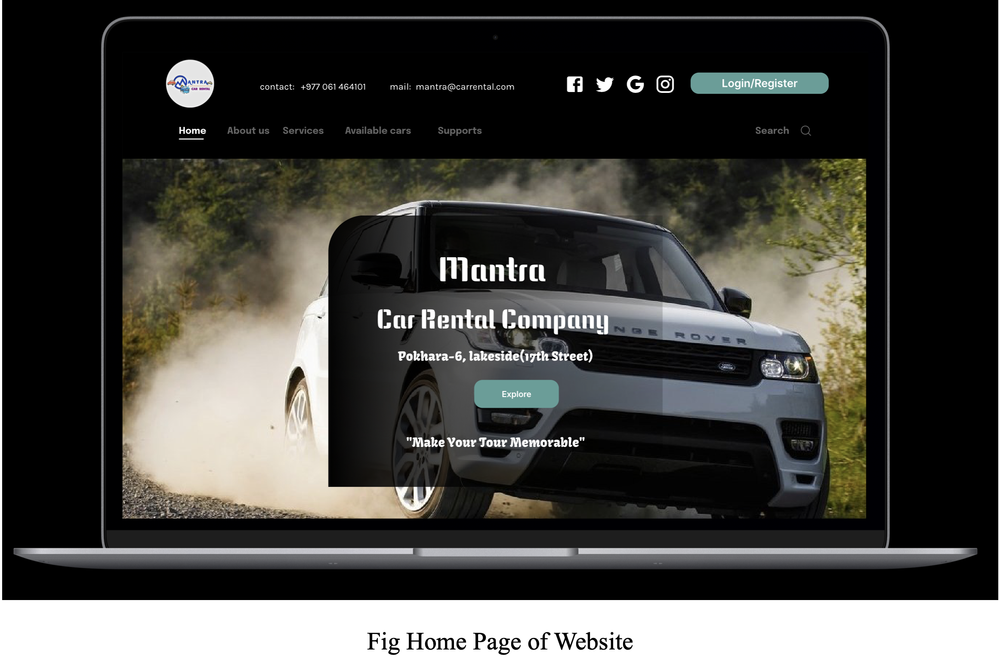 MANTRA
CAR RENTAL
contact: +977 061 464101 mail: mantra@carrental.com
Login/Register
Home About us Services Available cars Supports Search
Mantra
Car Rental Company
NGE ROVER
Pokhara-6, lakeside(17th Street)
LAND ROVER
Explore
"Make Your Tour Memorable"
Fig Home Page of Website